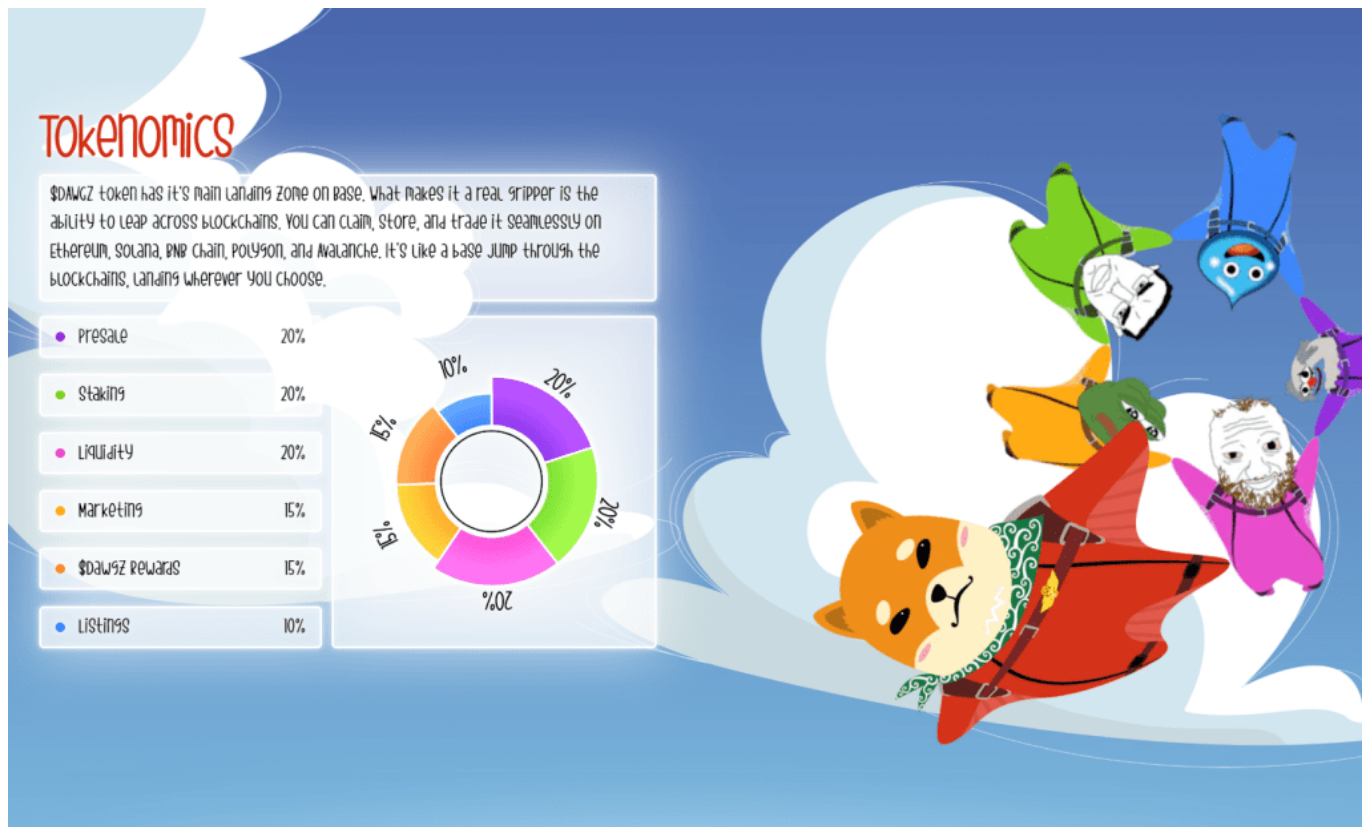 Tokenomics
$DAWGZ token has it's main landing zome on Base. What makes it a real gripper is the
ability to leap across blockchains. You can claim, store, and trade it seamlessly on
Ethereum, Solana, BNB Chain, Polygon, and Avalanche. It's like a base jump through the
blockchains, landing wherever you choose.
Presale 20%
Staking 20%
Liquidity 20%
Marketing 15%
$Dawgz Rewards 15%
Listings 10%
10%
20%
15%
20%
15%
20%